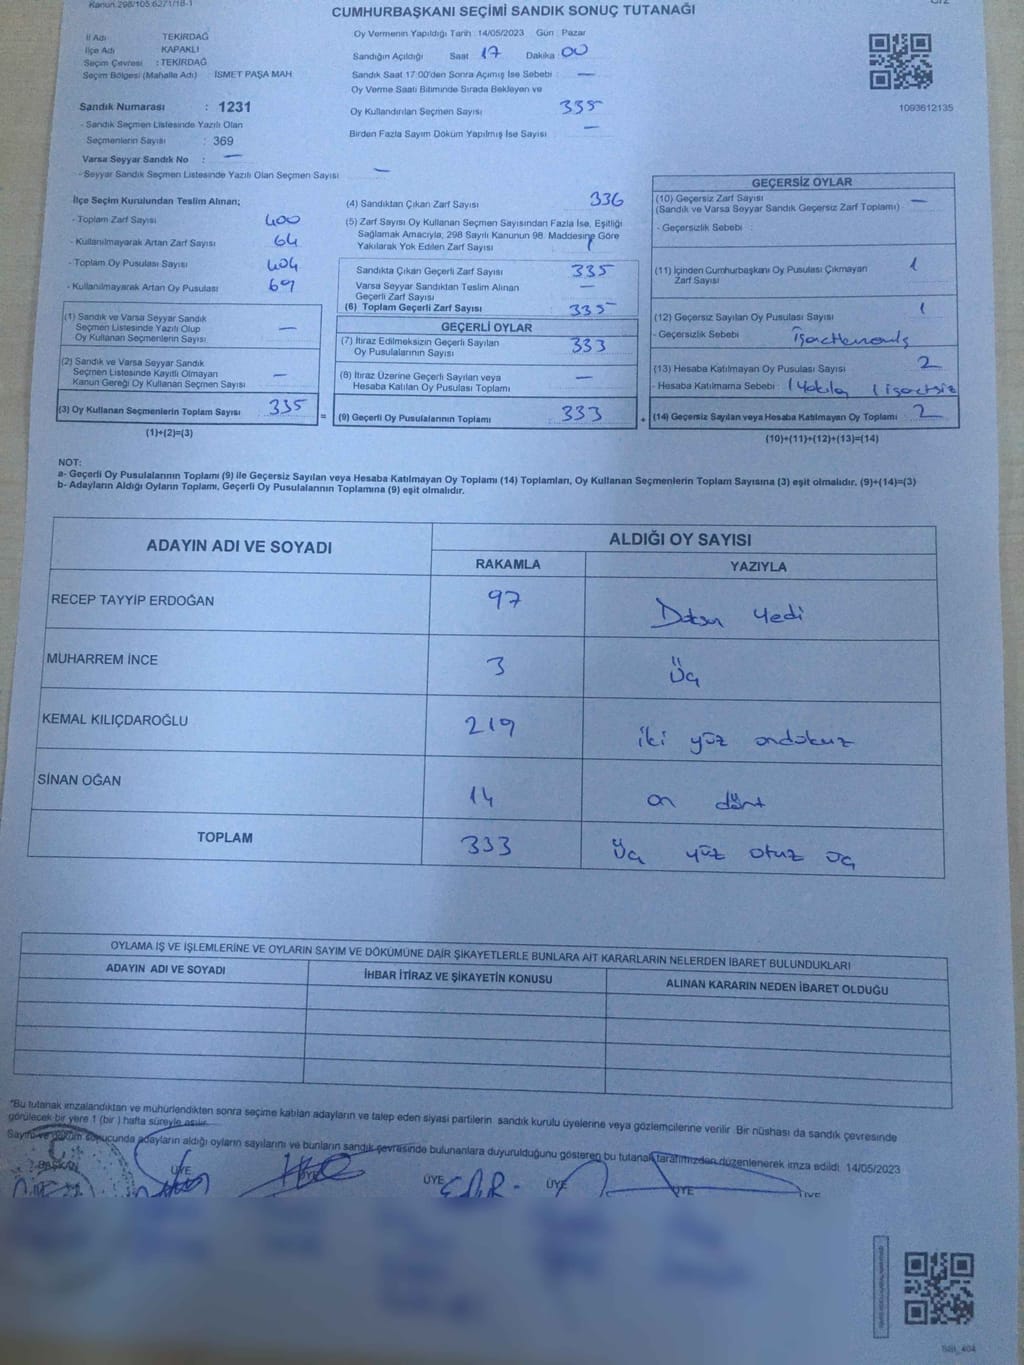 Kanun.298/105.6271/18-1
CUMHURBAŞKANI SEÇİMİ SANDIK SONUÇ TUTANAĞI
İl Adı TEKİRDAĞ
İlçe Adı KAPAKLI
Seçim Çevresi : TEKİRDAĞ
Seçim Bölgesi (Mahalle Adı) İSMET PAŞA MAH
Oy Vermenin Yapıldığı Tarih : 14/05/2023 Gün : Pazar
Sandığın Açıldığı Saat 17 Dakika 00
Sandık Saat 17:00'den Sonra Açımış İse Sebebi : —
Oy Verme Saati Bitiminde Sırada Bekleyen ve
Oy Kullandırılan Seçmen Sayısı 335
Birden Fazla Sayım Döküm Yapılmış İse Sayısı —
1093612135
Sandık Numarası : 1231
- Sandık Seçmen Listesinde Yazılı Olan
Seçmenlerin Sayısı : 369
Varsa Seyyar Sandık No : —
- Seyyar Sandık Seçmen Listesinde Yazılı Olan Seçmen Sayısı —
İlçe Seçim Kurulundan Teslim Alınan;
- Toplam Zarf Sayısı 400
- Kullanılmayarak Artan Zarf Sayısı 64
- Toplam Oy Pusulası Sayısı 404
- Kullanılmayarak Artan Oy Pusulası 69
(1) Sandık ve Varsa Seyyar Sandık
Seçmen Listesinde Yazılı Olup
Oy Kullanan Seçmenlerin Sayısı —
(2) Sandık ve Varsa Seyyar Sandık
Seçmen Listesinde Kayıtlı Olmayan
Kanun Gereği Oy Kullanan Seçmen Sayısı —
(3) Oy Kullanan Seçmenlerin Toplam Sayısı 335
(1)+(2)=(3)
(4) Sandıktan Çıkan Zarf Sayısı 336
(5) Zarf Sayısı Oy Kullanan Seçmen Sayısından Fazla İse, Eşitliği
Sağlamak Amacıyla, 298 Sayılı Kanunun 98. Maddesine Göre
Yakılarak Yok Edilen Zarf Sayısı 1
Sandıkta Çıkan Geçerli Zarf Sayısı 335
Varsa Seyyar Sandıktan Teslim Alınan
Geçerli Zarf Sayısı —
(6) Toplam Geçerli Zarf Sayısı 335
GEÇERLİ OYLAR
(7) İtiraz Edilmeksizin Geçerli Sayılan
Oy Pusulalarının Sayısı 333
(8) İtiraz Üzerine Geçerli Sayılan veya
Hesaba Katılan Oy Pusulası Toplamı —
= (9) Geçerli Oy Pusulalarının Toplamı 333
GEÇERSİZ OYLAR
(10) Geçersiz Zarf Sayısı —
(Sandık ve Varsa Seyyar Sandık Geçersiz Zarf Toplamı)
- Geçersizlik Sebebi :
(11) İçinden Cumhurbaşkanı Oy Pusulası Çıkmayan 1
Zarf Sayısı
(12) Geçersiz Sayılan Oy Pusulası Sayısı 1
- Geçersizlik Sebebi İşaretlenmemiş
(13) Hesaba Katılmayan Oy Pusulası Sayısı 2
- Hesaba Katılmama Sebebi : 1 Yakılan 1 işaretsiz
+ (14) Geçersiz Sayılan veya Hesaba Katılmayan Oy Toplamı 2
(10)+(11)+(12)+(13)=(14)
NOT:
a- Geçerli Oy Pusulalarının Toplamı (9) ile Geçersiz Sayılan veya Hesaba Katılmayan Oy Toplamı (14) Toplamları, Oy Kullanan Seçmenlerin Toplam Sayısına (3) eşit olmalıdır. (9)+(14)=(3)
b- Adayların Aldığı Oyların Toplamı, Geçerli Oy Pusulalarının Toplamına (9) eşit olmalıdır.
ADAYIN ADI VE SOYADI ALDIĞI OY SAYISI
RAKAMLA YAZIYLA
RECEP TAYYİP ERDOĞAN 97 Doksan yedi
MUHARREM İNCE 3 Üç
KEMAL KILIÇDAROĞLU 219 iki yüz ondokuz
SİNAN OĞAN 14 on dört
TOPLAM 333 Üç yüz otuz üç
OYLAMA İŞ VE İŞLEMLERİNE VE OYLARIN SAYIM VE DÖKÜMÜNE DAİR ŞİKAYETLERLE BUNLARA AİT KARARLARIN NELERDEN İBARET BULUNDUKLARI
ADAYIN ADI VE SOYADI İHBAR İTİRAZ VE ŞİKAYETİN KONUSU ALINAN KARARIN NEDEN İBARET OLDUĞU
*Bu tutanak imzalandıktan ve mühürlendikten sonra seçime katılan adayların ve talep eden siyasi partilerin sandık kurulu üyelerine veya gözlemcilerine verilir. Bir nüshası da sandık çevresinde
görülecek bir yere 1 (bir) hafta süreyle asılır.
Sayım ve döküm sonucunda adayların aldığı oyların sayılarını ve bunların sandık çevresinde bulunanlara duyurulduğunu gösteren bu tutanak tarafımızdan düzenlenerek imza edildi. 14/05/2023
BAŞKAN ÜYE ÜYE ÜYE ÜYE ÜYE ÜYE